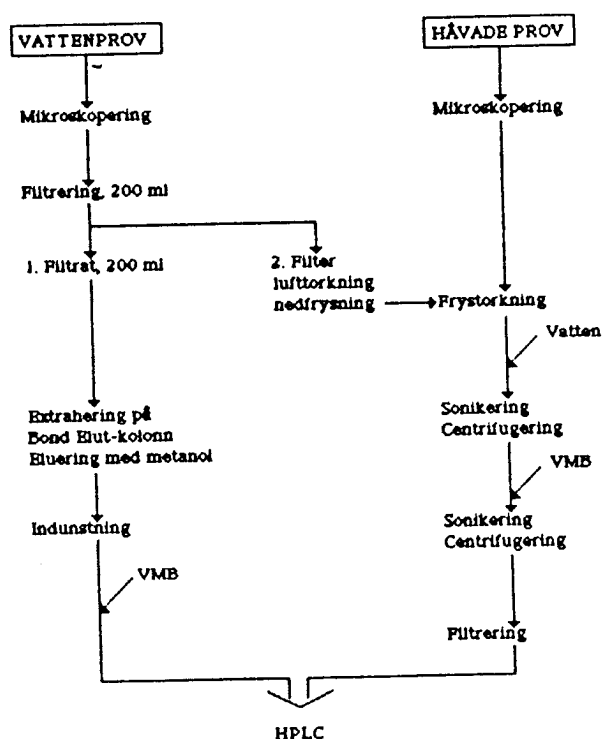 VATTENPROV
Mikroskopering
Filtrering, 200 ml
1. Filtrat, 200 ml
2. Filter
lufttorkning
nedfrysning
Extrahering på
Bond Elut-kolonn
Eluering med metanol
Indunstning
VMB
HÅVADE PROV
Mikroskopering
Frystorkning
Vatten
Sonikering
Centrifugering
VMB
Sonikering
Centrifugering
Filtrering
HPLC